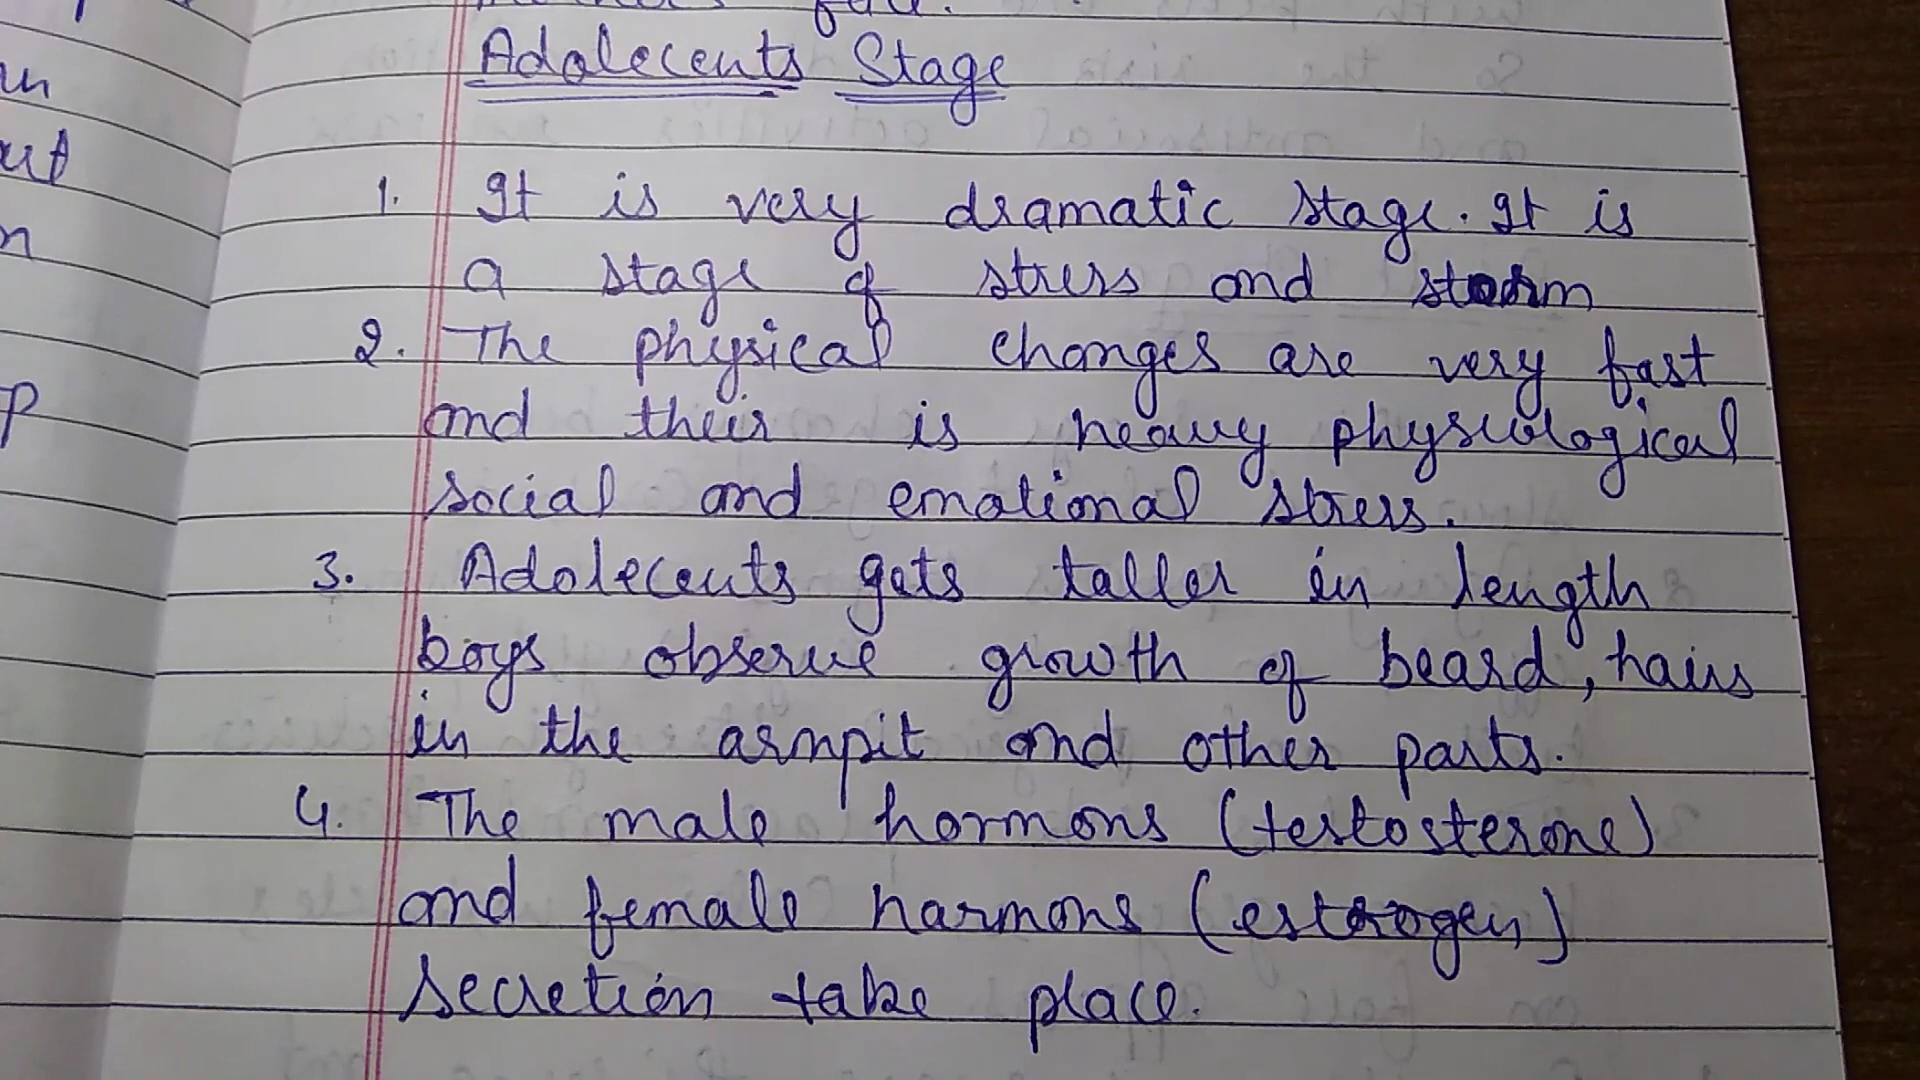 Adolecents Stage
1. It is very dramatic stage. It is
a stage of stress and storm
2. The physical changes are very fast
and their is heavy physiological
social and emotional stress.
3. Adolecents gets taller in length
boys observe growth of beard, hairs
in the armpit and other parts.
4. The male hormons (testosterone)
and female harmons (estrogen)
secretion take place.